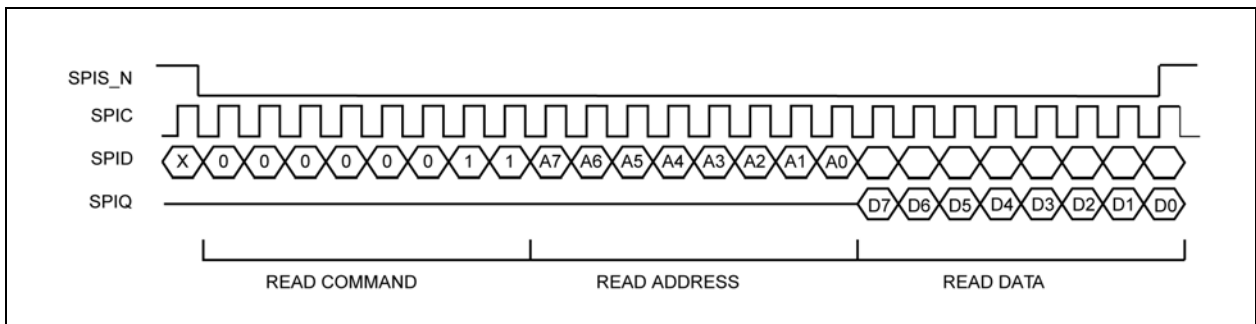 SPIS_N
SPIC
SPID X 0 0 0 0 0 0 1 1 A7 A6 A5 A4 A3 A2 A1 A0
SPIQ D7 D6 D5 D4 D3 D2 D1 D0
READ COMMAND READ ADDRESS READ DATA